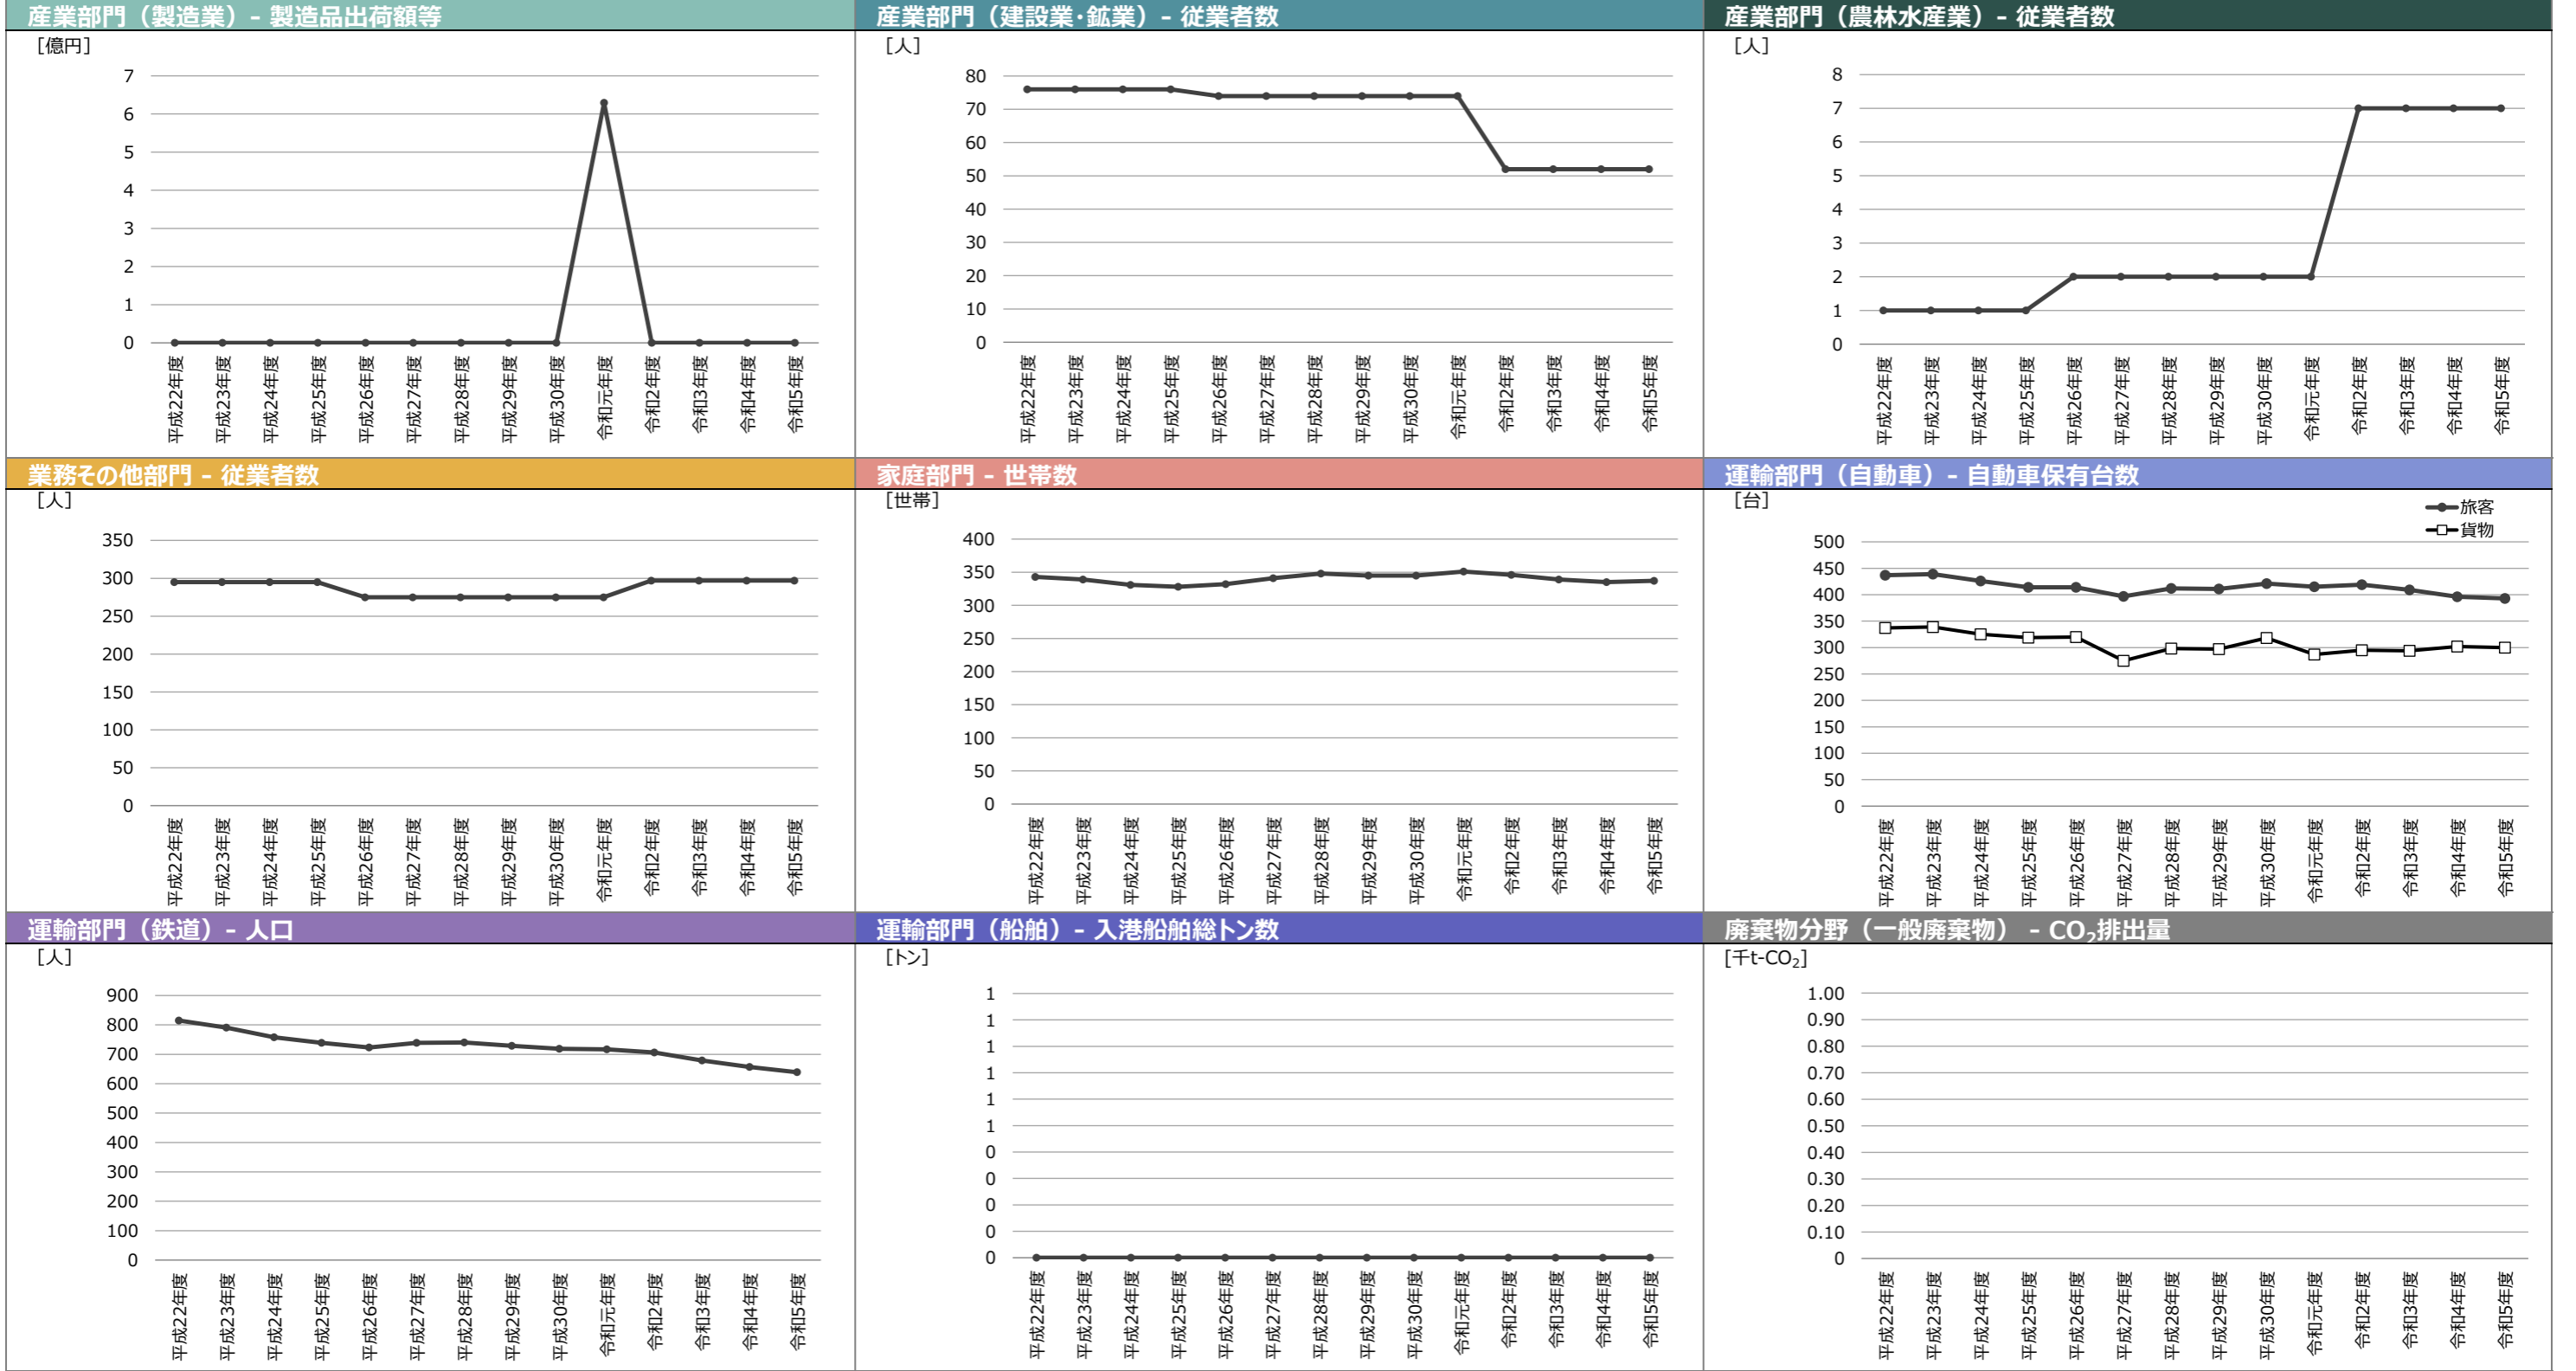 産業部門（製造業）- 製造品出荷額等
[億円]
7
6
5
4
3
2
1
0
平成22年度
平成23年度
平成24年度
平成25年度
平成26年度
平成27年度
平成28年度
平成29年度
平成30年度
令和元年度
令和2年度
令和3年度
令和4年度
令和5年度
産業部門（建設業･鉱業）- 従業者数
[人]
80
70
60
50
40
30
20
10
0
平成22年度
平成23年度
平成24年度
平成25年度
平成26年度
平成27年度
平成28年度
平成29年度
平成30年度
令和元年度
令和2年度
令和3年度
令和4年度
令和5年度
産業部門（農林水産業）- 従業者数
[人]
8
7
6
5
4
3
2
1
0
平成22年度
平成23年度
平成24年度
平成25年度
平成26年度
平成27年度
平成28年度
平成29年度
平成30年度
令和元年度
令和2年度
令和3年度
令和4年度
令和5年度
業務その他部門 - 従業者数
[人]
350
300
250
200
150
100
50
0
平成22年度
平成23年度
平成24年度
平成25年度
平成26年度
平成27年度
平成28年度
平成29年度
平成30年度
令和元年度
令和2年度
令和3年度
令和4年度
令和5年度
家庭部門 - 世帯数
[世帯]
400
350
300
250
200
150
100
50
0
平成22年度
平成23年度
平成24年度
平成25年度
平成26年度
平成27年度
平成28年度
平成29年度
平成30年度
令和元年度
令和2年度
令和3年度
令和4年度
令和5年度
運輸部門（自動車）- 自動車保有台数
[台]
旅客
貨物
500
450
400
350
300
250
200
150
100
50
0
平成22年度
平成23年度
平成24年度
平成25年度
平成26年度
平成27年度
平成28年度
平成29年度
平成30年度
令和元年度
令和2年度
令和3年度
令和4年度
令和5年度
運輸部門（鉄道）- 人口
[人]
900
800
700
600
500
400
300
200
100
0
平成22年度
平成23年度
平成24年度
平成25年度
平成26年度
平成27年度
平成28年度
平成29年度
平成30年度
令和元年度
令和2年度
令和3年度
令和4年度
令和5年度
運輸部門（船舶）- 入港船舶総トン数
[トン]
1
1
1
1
1
1
0
0
0
0
0
平成22年度
平成23年度
平成24年度
平成25年度
平成26年度
平成27年度
平成28年度
平成29年度
平成30年度
令和元年度
令和2年度
令和3年度
令和4年度
令和5年度
廃棄物分野（一般廃棄物） - CO₂排出量
[千t-CO₂]
1.00
0.90
0.80
0.70
0.60
0.50
0.40
0.30
0.20
0.10
0
平成22年度
平成23年度
平成24年度
平成25年度
平成26年度
平成27年度
平成28年度
平成29年度
平成30年度
令和元年度
令和2年度
令和3年度
令和4年度
令和5年度